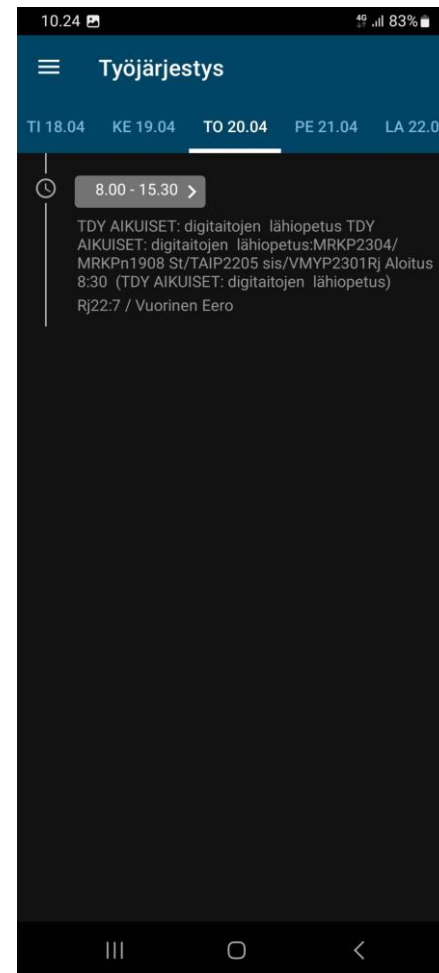 10.24 4G 83%
Työjärjestys
TI 18.04 KE 19.04 TO 20.04 PE 21.04 LA 22.0
8.00 - 15.30
TDY AIKUISET: digitaitojen lähiopetus TDY
AIKUISET: digitaitojen lähiopetus:MRKP2304/
MRKPn1908 St/TAIP2205 sis/VMYP2301Rj Aloitus
8:30 (TDY AIKUISET: digitaitojen lähiopetus)
Rj22:7 / Vuorinen Eero